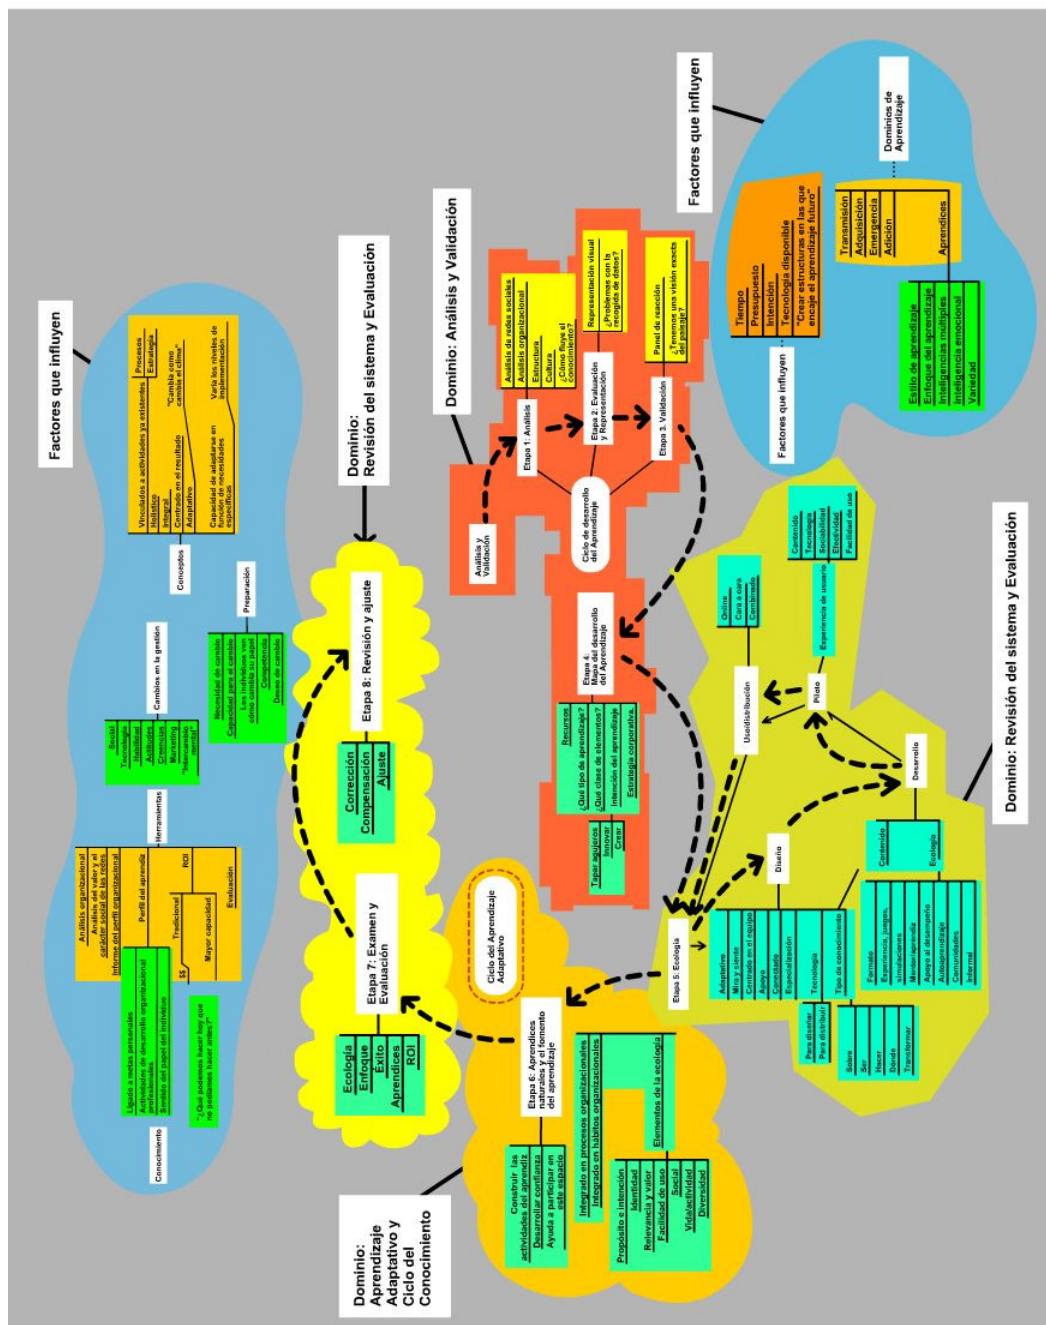 Factores que influyen
Vinculados a actividades ya existentes
Procesos
Estrategia
Holístico
Integral
Centrado en el resultado
"Cambia como
cambia el clima"
Adaptativo
Capacidad de adaptarse en
función de necesidades
específicas
Varía los niveles de
implementación
Conceptos
Preparación
Necesidad de cambio
Capacidad para el cambio
Los individuos ven
cómo cambia su papel
Competencia
Deseo de cambio
Cambios en la gestión
Social
Tecnología
Habilidad
Actitudes
Creencias
Marketing
"Intercambio
mental"
Herramientas
Análisis organizacional
Análisis del valor y el
carácter social de las redes
Informe del perfil organizacional
Perfil del aprendiz
Tradicional
$$
Mayor capacidad
ROI
Evaluación
Ligado a metas personales
Actividades de desarrollo organizacional
profesionales
Sentido del papel del individuo
"¿Qué podemos hacer hoy que
no podíamos hacer antes?"
Conocimiento
Dominio:
Revisión del sistema y Evaluación
Etapa 8: Revisión y ajuste
Corrección
Compensación
Ajuste
Etapa 7: Examen y
Evaluación
Ecología
Enfoque
Éxito
Aprendices
ROI
Dominio: Análisis y Validación
Análisis y
Validación
Etapa 1: Análisis
Análisis de redes sociales
Análisis organizacional
Estructura
Cultura
¿Cómo fluye el
conocimiento?
Etapa 2: Evaluación
y Representación
Representación visual
¿Problemas con la
recogida de datos?
Etapa 3. Validación
Panel de reacción
¿Tenemos una visión exacta
del paisaje?
Ciclo de desarrollo
del Aprendizaje
Etapa 4:
Mapa del desarrollo
del Aprendizaje
Recursos
¿Qué tipo de aprendizaje?
¿Qué clase de elementos?
Intención del aprendizaje
Estrategia corporativa.
Tapar agujeros
Innovar
Crear
Ciclo del Aprendizaje
Adaptativo
Dominio:
Aprendizaje
Adaptativo y
Ciclo del
Conocimiento
Etapa 6: Aprendices
naturales y el fomento
del aprendizaje
Construir las
actividades del aprendiz
Desarrollar confianza
Ayuda a participar en
este espacio
Integrado en procesos organizacionales
Integrado en hábitos organizacionales
Elementos de la ecología
Propósito e intención
Identidad
Relevancia y valor
Facilidad de uso
Social
Vida/actividad
Diversidad
Factores que influyen
Factores que influyen
Tiempo
Presupuesto
Intención
Tecnología disponible
"Crear estructuras en las que
encaje el aprendizaje futuro"
Dominios de
Aprendizaje
Transmisión
Adquisición
Emergencia
Adición
Aprendices
Estilo de aprendizaje
Enfoque del aprendizaje
Inteligencias múltiples
Inteligencia emocional
Variedad
Dominio: Revisión del sistema y Evaluación
Etapa 5: Ecología
Adaptativo
Mira y siente
Centrado en el equipo
Apoyo
Conectado
Especialización
Tecnología
Tipo de conocimiento
Para diseñar
Para distribuir
Sobre
Ser
Hacer
Dónde
Transformar
Diseño
Desarrollo
Contenido
Ecología
Formato
Experiencia, juegos,
simulaciones
Mentor/aprendiz
Apoyo al desempeño
Autoaprendizaje
Comunidades
Informal
Piloto
Experiencia de usuario
Contenido
Tecnología
Sociabilidad
Efectividad
Facilidad de uso
Uso/distribución
Online
Cara a cara
Combinado